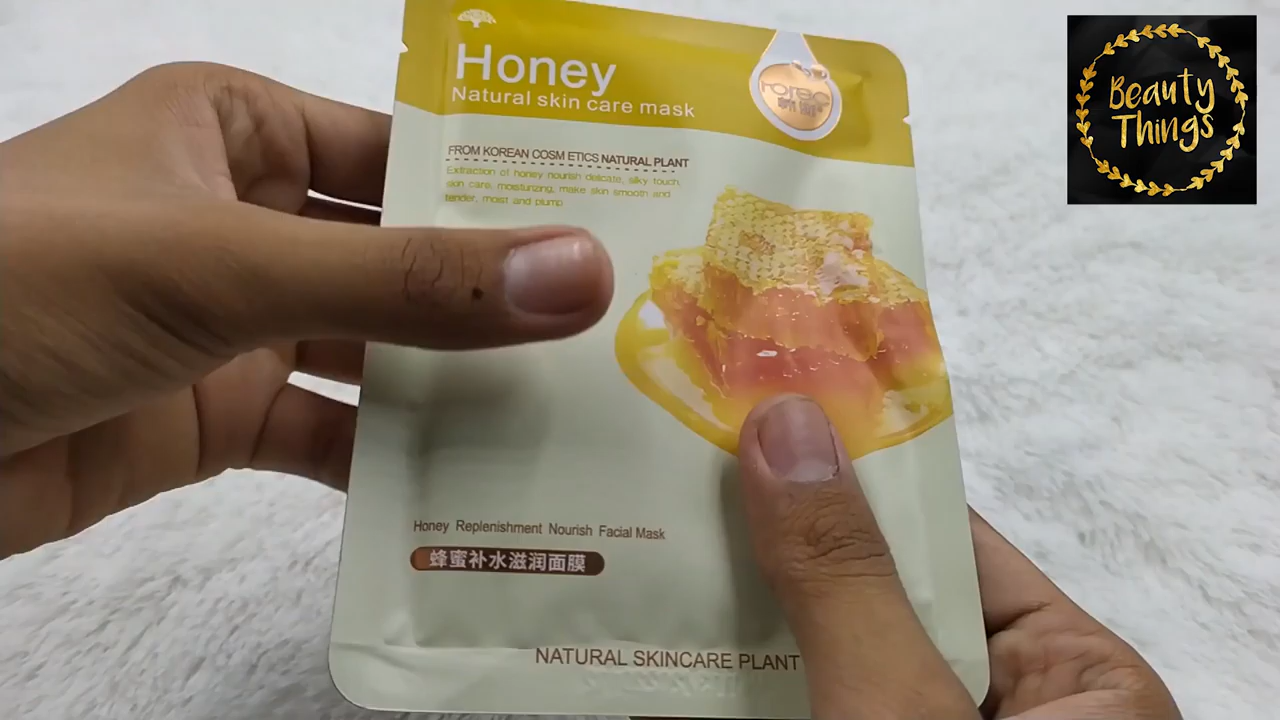 Honey
Natural skin care mask
FROM KOREAN COSM ETICS NATURAL PLANT
Extraction of honey nourish delicate, silky touch,
skin care, moisturizing, make skin smooth and
tender, moist and plump
Honey Replenishment Nourish Facial Mask
蜂蜜补水滋润面膜
NATURAL SKINCARE PLANT
Beauty
Things